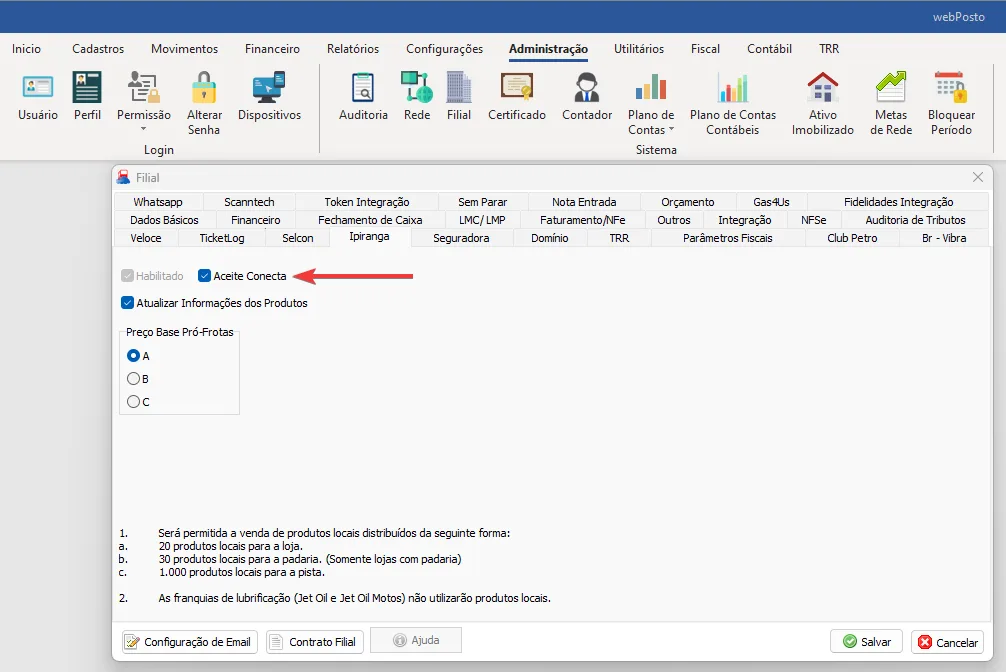 webPosto
Inicio Cadastros Movimentos Financeiro Relatórios Configurações Administração Utilitários Fiscal Contábil TRR
Usuário Perfil Permissão Alterar Senha Dispositivos Auditoria Rede Filial Certificado Contador Plano de Contas Plano de Contas Contábeis Ativo Imobilizado Metas de Rede Bloquear Período
Login Sistema
Filial
Whatsapp Scanntech Token Integração Sem Parar Nota Entrada Orçamento Gas4Us Fidelidades Integração
Dados Básicos Financeiro Fechamento de Caixa LMC/ LMP Faturamento/NFe Outros Integração NFSe Auditoria de Tributos
Veloce TicketLog Selcon Ipiranga Seguradora Domínio TRR Parâmetros Fiscais Club Petro Br - Vibra
Habilitado Aceite Conecta
Atualizar Informações dos Produtos
Preço Base Pró-Frotas
A
B
C
1. Será permitida a venda de produtos locais distribuídos da seguinte forma:
a. 20 produtos locais para a loja.
b. 30 produtos locais para a padaria. (Somente lojas com padaria)
c. 1.000 produtos locais para a pista.
2. As franquias de lubrificação (Jet Oil e Jet Oil Motos) não utilizarão produtos locais.
Configuração de Email Contrato Filial Ajuda Salvar Cancelar